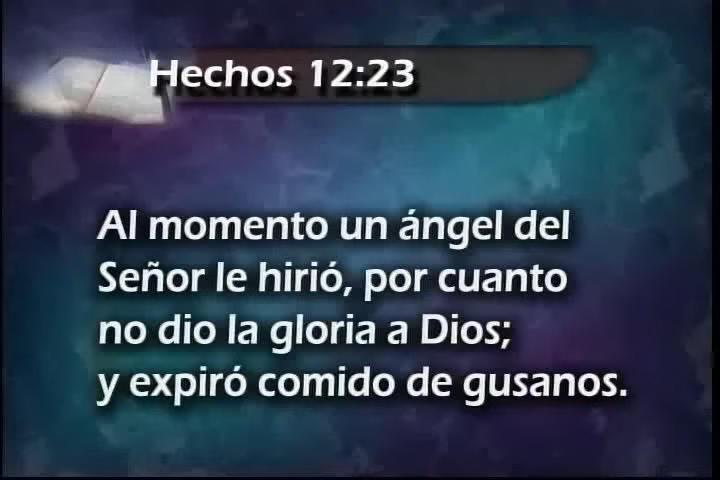 Hechos 12:23
Al momento un ángel del
Señor le hirió, por cuanto
no dio la gloria a Dios;
y expiró comido de gusanos.